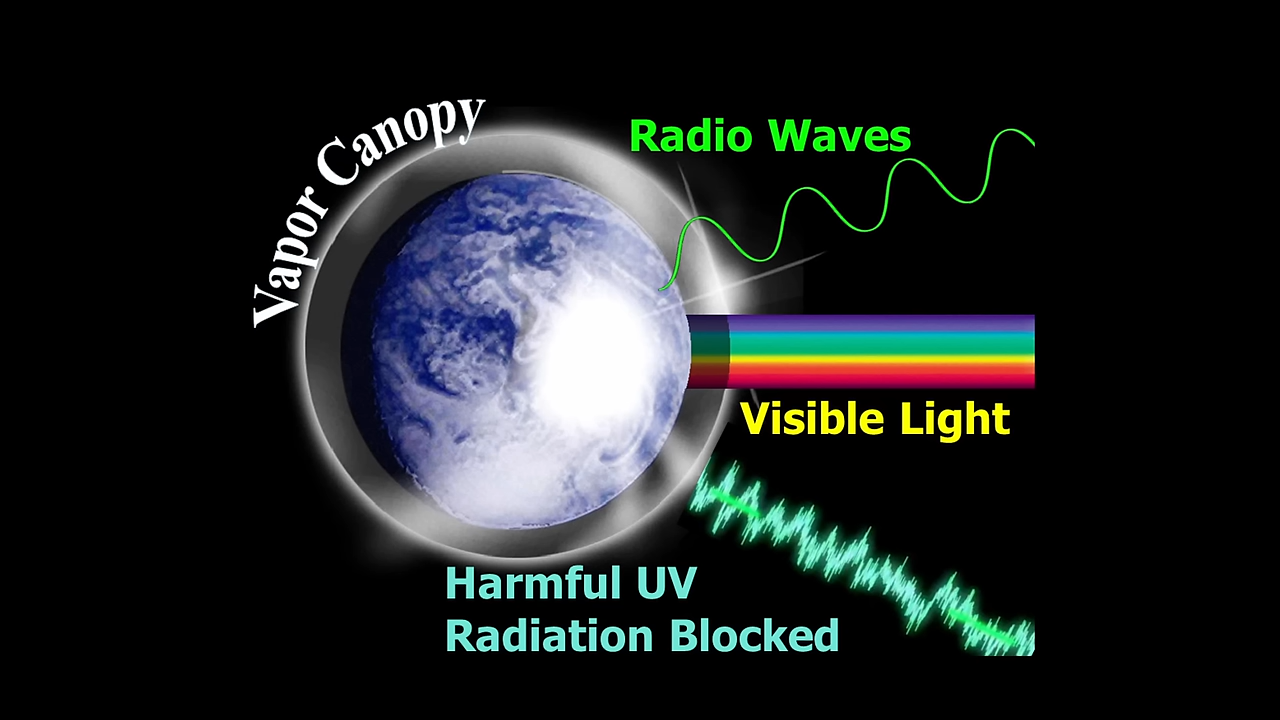 Vapor Canopy
Radio Waves
Visible Light
Harmful UV
Radiation Blocked